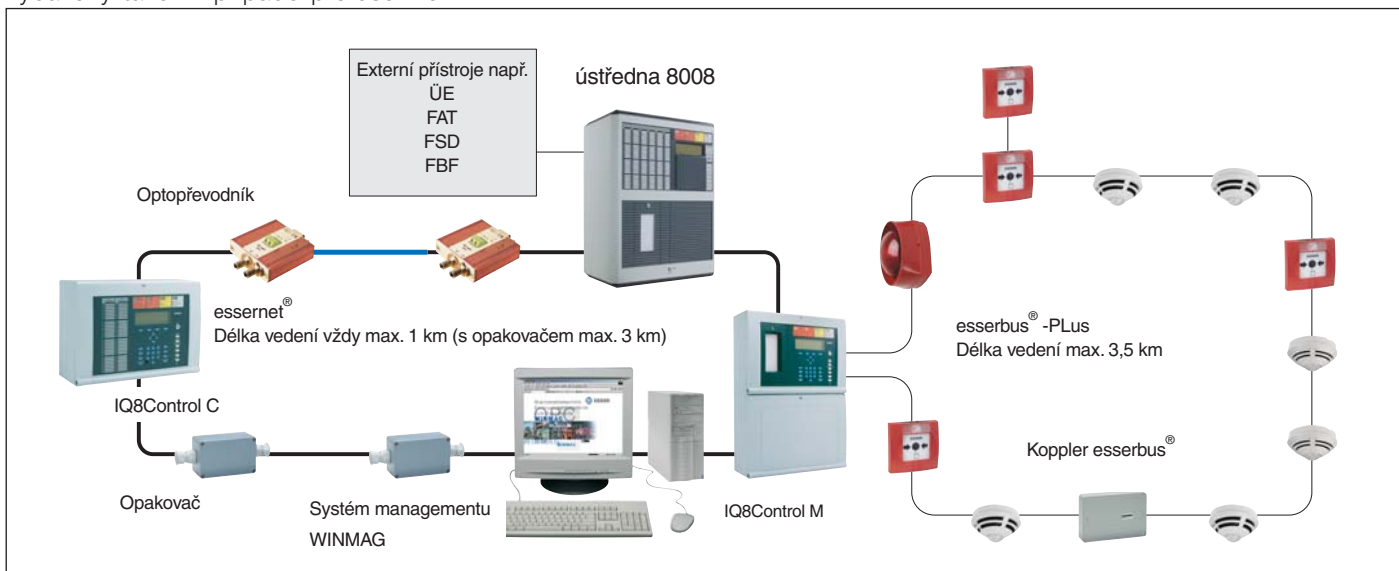 Externí přístroje např.
ÜE
FAT
FSD
FBF
ústředna 8008
Optopřevodník
essernet®
Délka vedení vždy max. 1 km (s opakovačem max. 3 km)
esserbus® -PLus
Délka vedení max. 3,5 km
IQ8Control C
Koppler esserbus®
Opakovač
Systém managementu
WINMAG
IQ8Control M